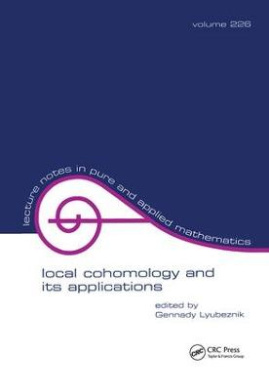 volume 226
lecture notes in pure and applied mathematics
local cohomology and
its applications
edited by
Gennady Lyubeznik
CRC Press
Taylor & Francis Group